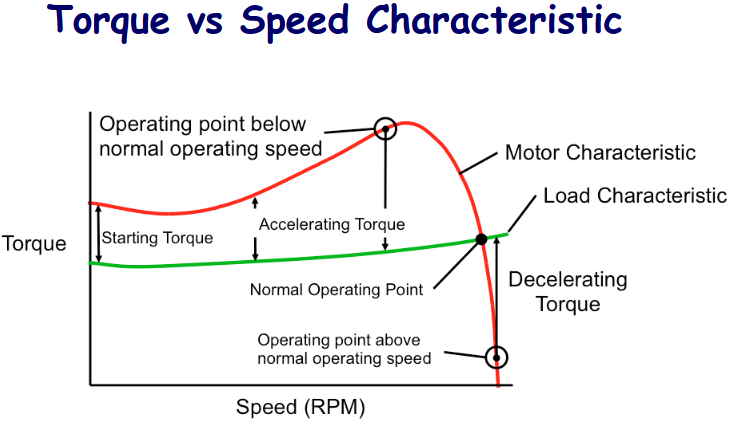 Torque vs Speed Characteristic
Operating point below
normal operating speed
Motor Characteristic
Load Characteristic
Torque
Starting Torque
Accelerating Torque
Normal Operating Point
Decelerating
Torque
Operating point above
normal operating speed
Speed (RPM)